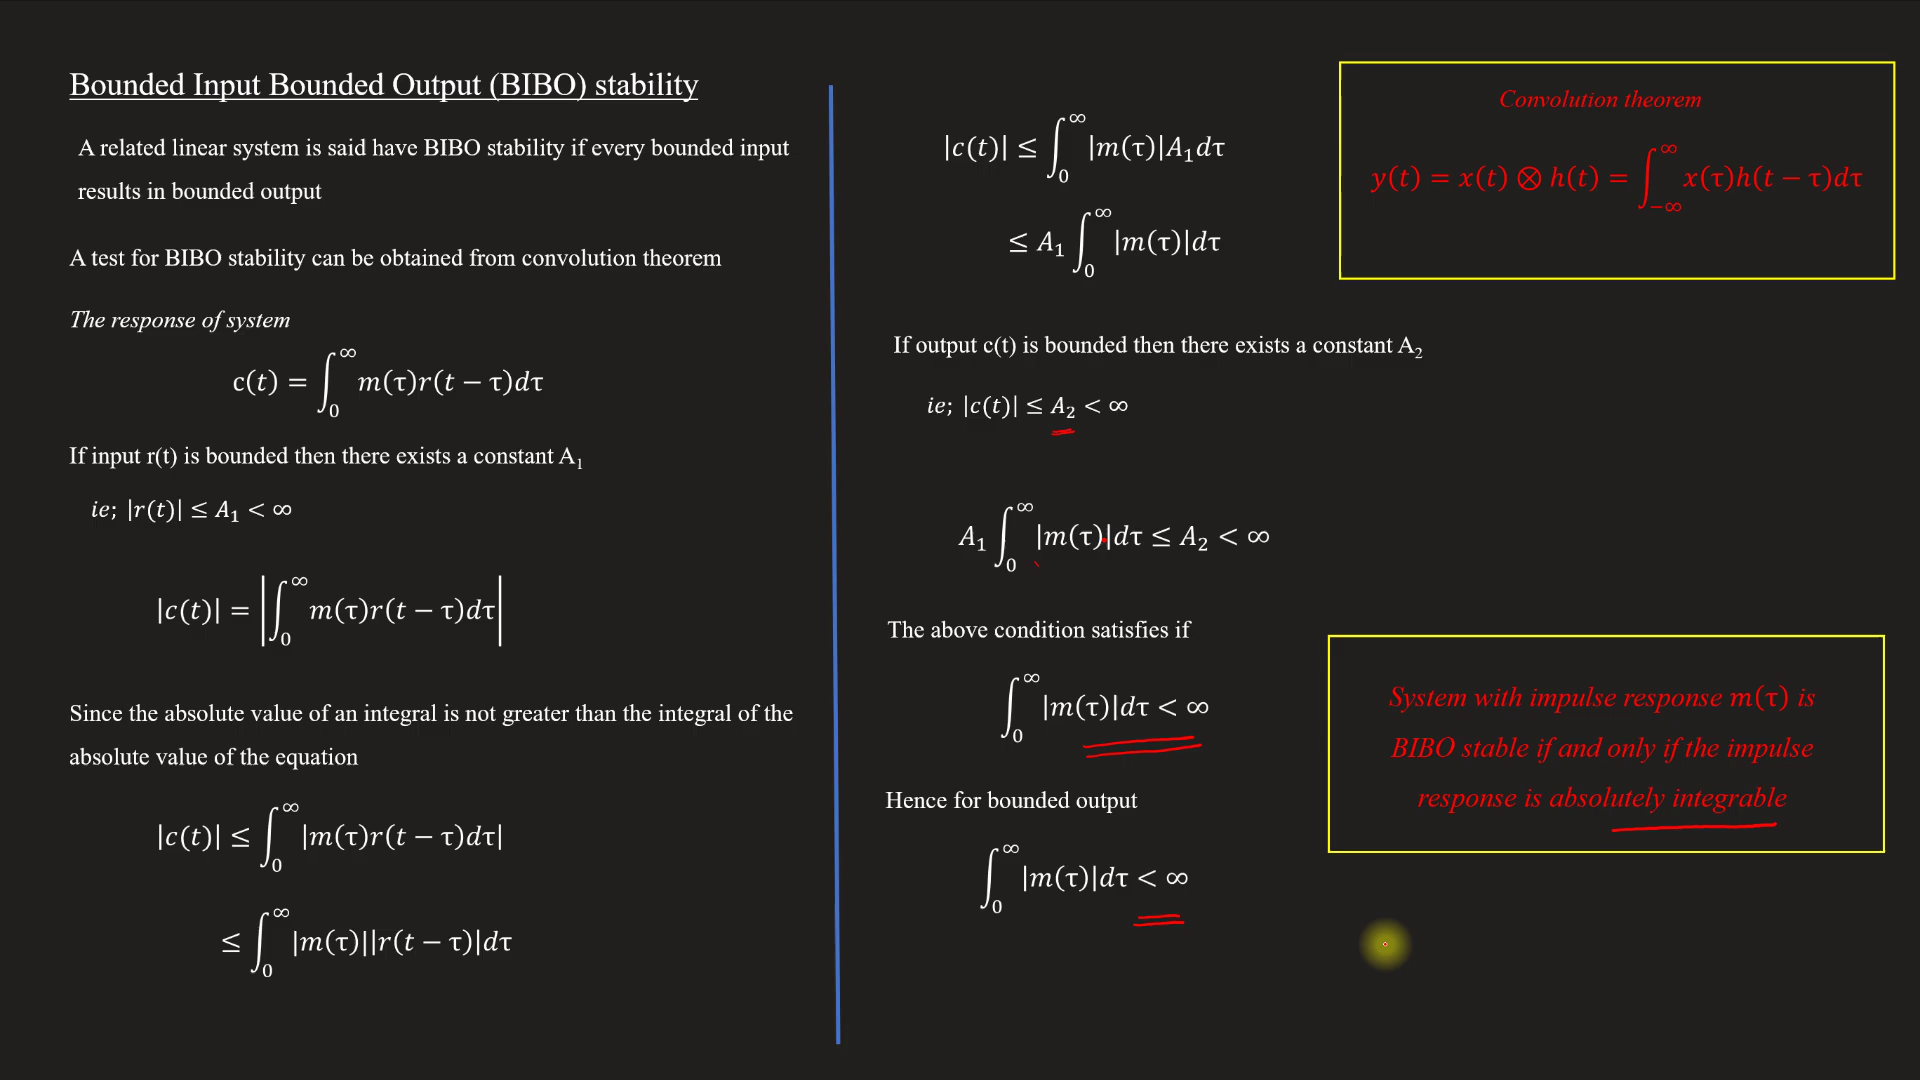 Bounded Input Bounded Output (BIBO) stability
A related linear system is said have BIBO stability if every bounded input
results in bounded output
A test for BIBO stability can be obtained from convolution theorem
The response of system
c(t) = ∫₀^∞ m(τ)r(t − τ)dτ
If input r(t) is bounded then there exists a constant A₁
ie; |r(t)| ≤ A₁ < ∞
|c(t)| = |∫₀^∞ m(τ)r(t − τ)dτ|
Since the absolute value of an integral is not greater than the integral of the
absolute value of the equation
|c(t)| ≤ ∫₀^∞ |m(τ)r(t − τ)dτ|
≤ ∫₀^∞ |m(τ)||r(t − τ)|dτ
|c(t)| ≤ ∫₀^∞ |m(τ)|A₁dτ
≤ A₁ ∫₀^∞ |m(τ)|dτ
If output c(t) is bounded then there exists a constant A₂
ie; |c(t)| ≤ A₂ < ∞
A₁ ∫₀^∞ |m(τ)|dτ ≤ A₂ < ∞
The above condition satisfies if
∫₀^∞ |m(τ)|dτ < ∞
Hence for bounded output
∫₀^∞ |m(τ)|dτ < ∞
Convolution theorem
y(t) = x(t) ⊗ h(t) = ∫₋∞^∞ x(τ)h(t − τ)dτ
System with impulse response m(τ) is
BIBO stable if and only if the impulse
response is absolutely integrable